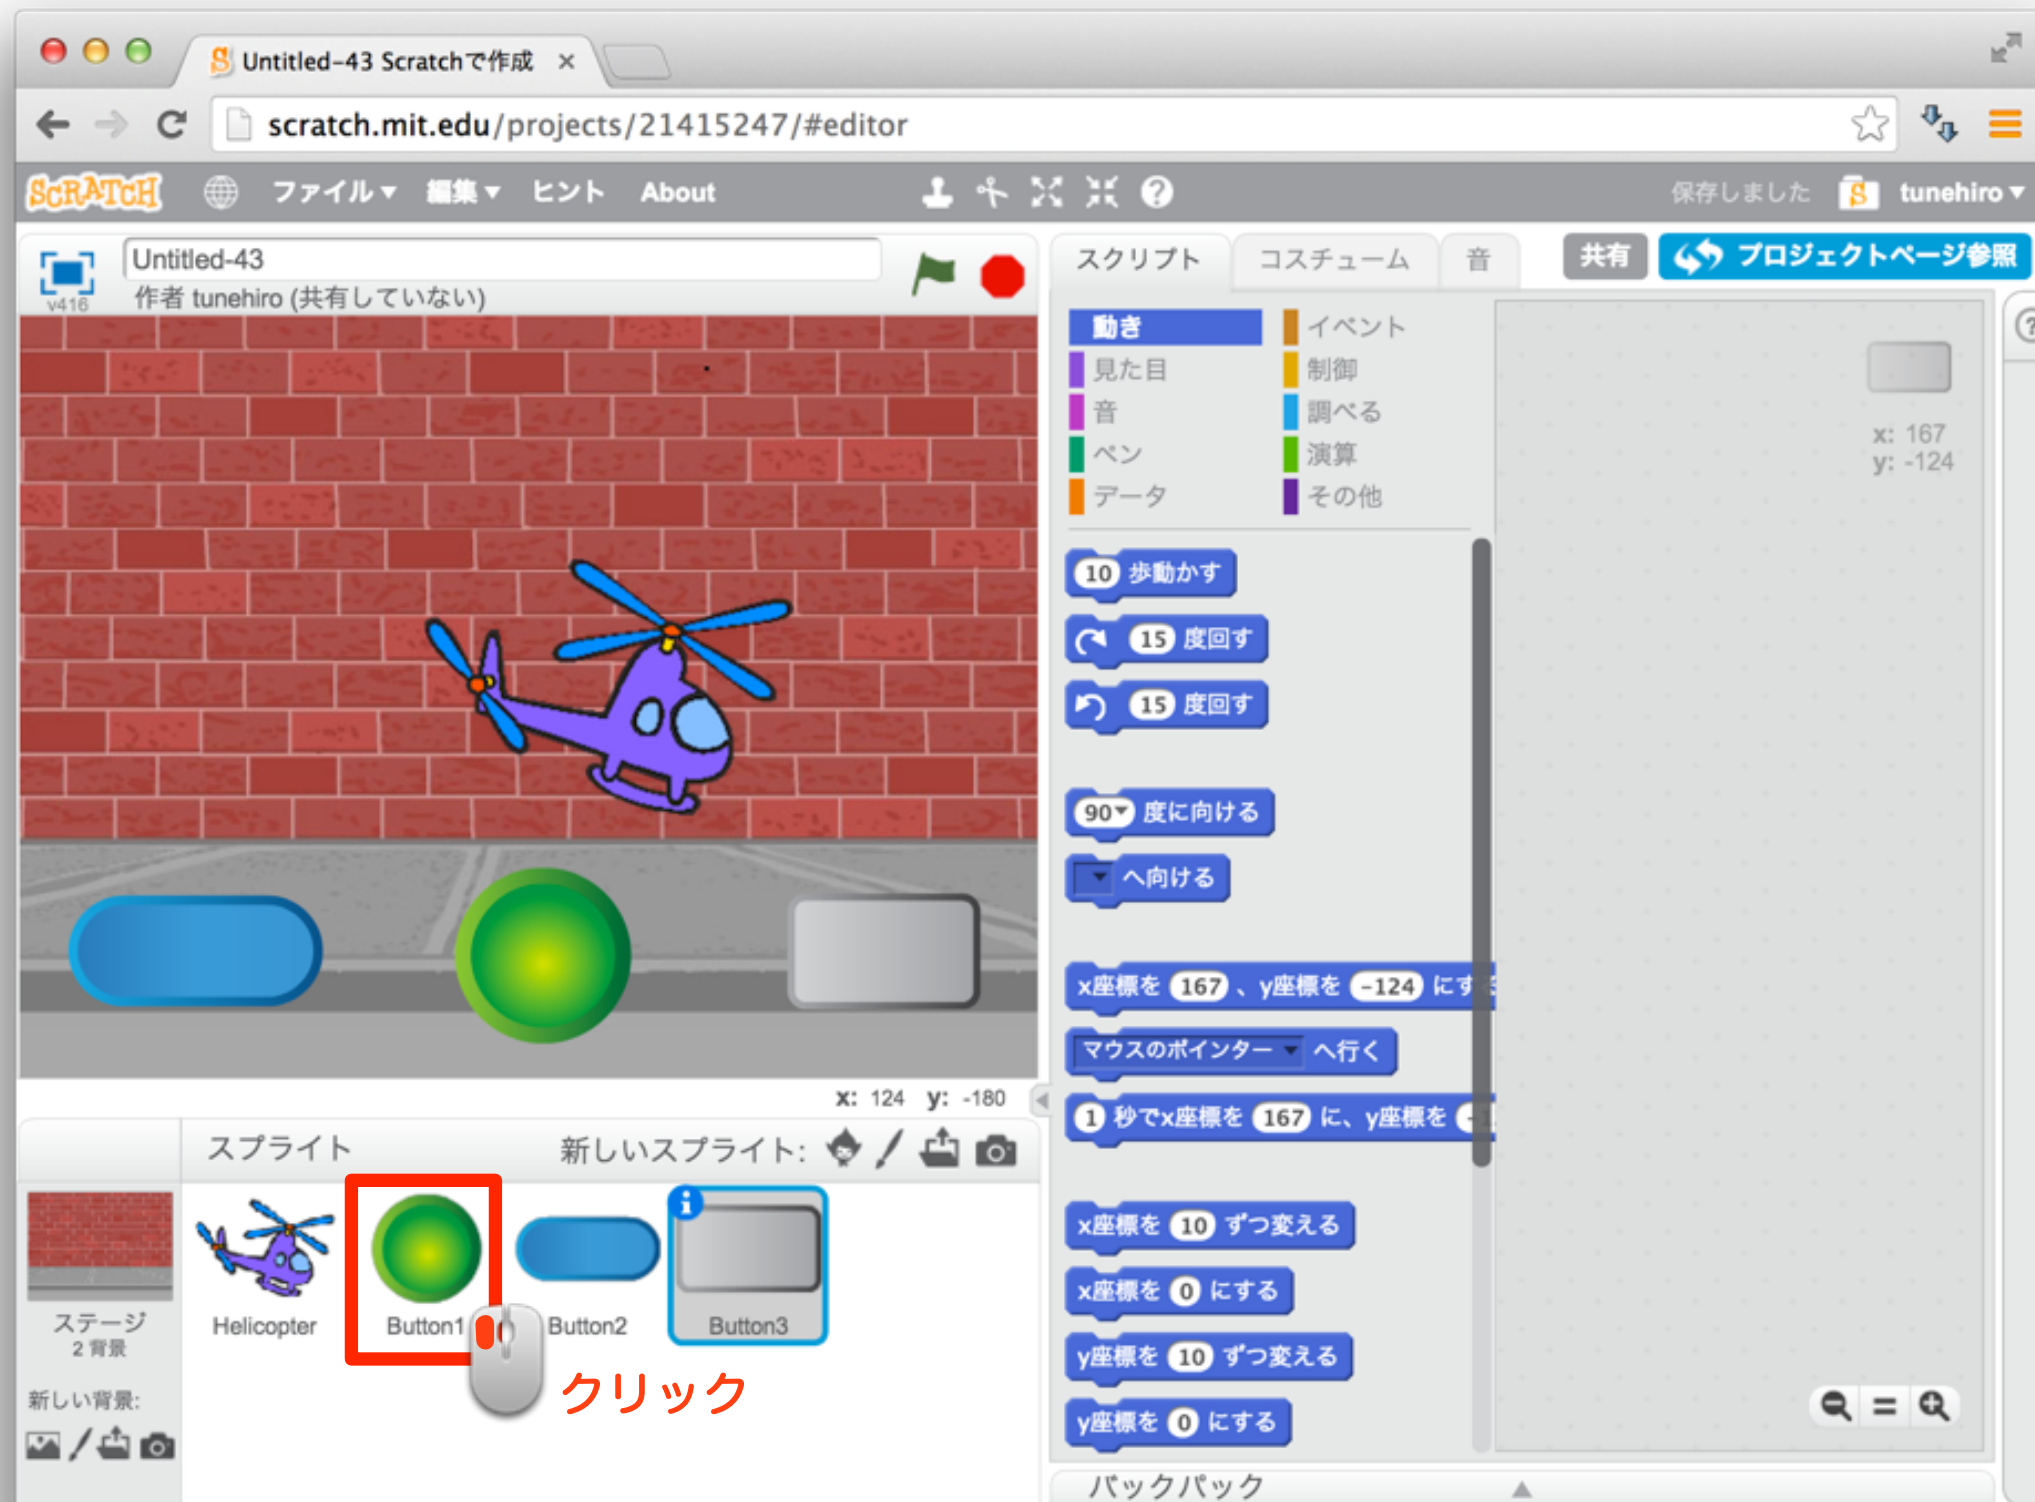 Untitled-43 Scratchで作成
scratch.mit.edu/projects/21415247/#editor
SCRATCH ファイル 編集 ヒント About
保存しました tunehiro
v416
Untitled-43
作者 tunehiro (共有していない)
スクリプト コスチューム 音
共有 プロジェクトページ参照
動き イベント
見た目 制御
音 調べる
ペン 演算
データ その他
x: 167
y: -124
10 歩動かす
15 度回す
15 度回す
90 度に向ける
へ向ける
x座標を 167 、y座標を -124 にする
マウスのポインター へ行く
1 秒でx座標を 167 に、y座標を
x座標を 10 ずつ変える
x座標を 0 にする
y座標を 10 ずつ変える
y座標を 0 にする
x: 124 y: -180
スプライト 新しいスプライト:
Helicopter Button1 Button2 Button3
クリック
ステージ
2 背景
新しい背景:
バックパック